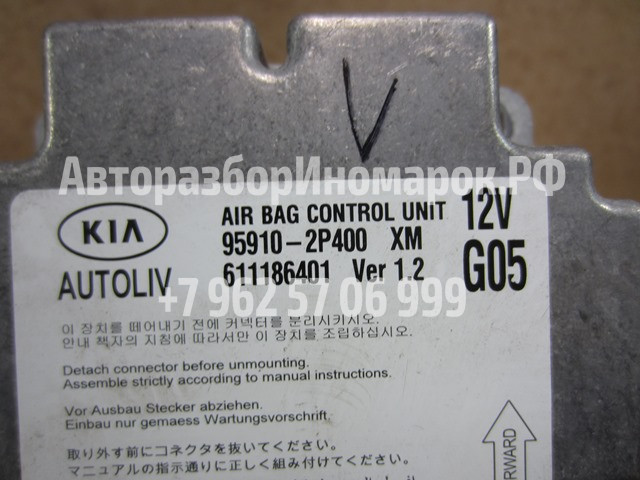 V
АвторазборИномарок.РФ
KIA
AUTOLIV
AIR BAG CONTROL UNIT
95910-2P400 XM
611186401 Ver 1.2
12V
G05
+7 962 57 06 999
이 장치를 떼어내기 전에 커넥터를 분리시키시오.
안내 책자의 지침에 따라서만 이 장치를 조립하십시오.
Detach connector before unmounting.
Assemble strictly according to manual instructions.
Vor Ausbau Stecker abziehen.
Einbau nur gemaess Wartungsvorschrift.
取り外す前にコネクタを抜いてください。
マニュアルの指示通りに正しく組み付けてください。
FORWARD